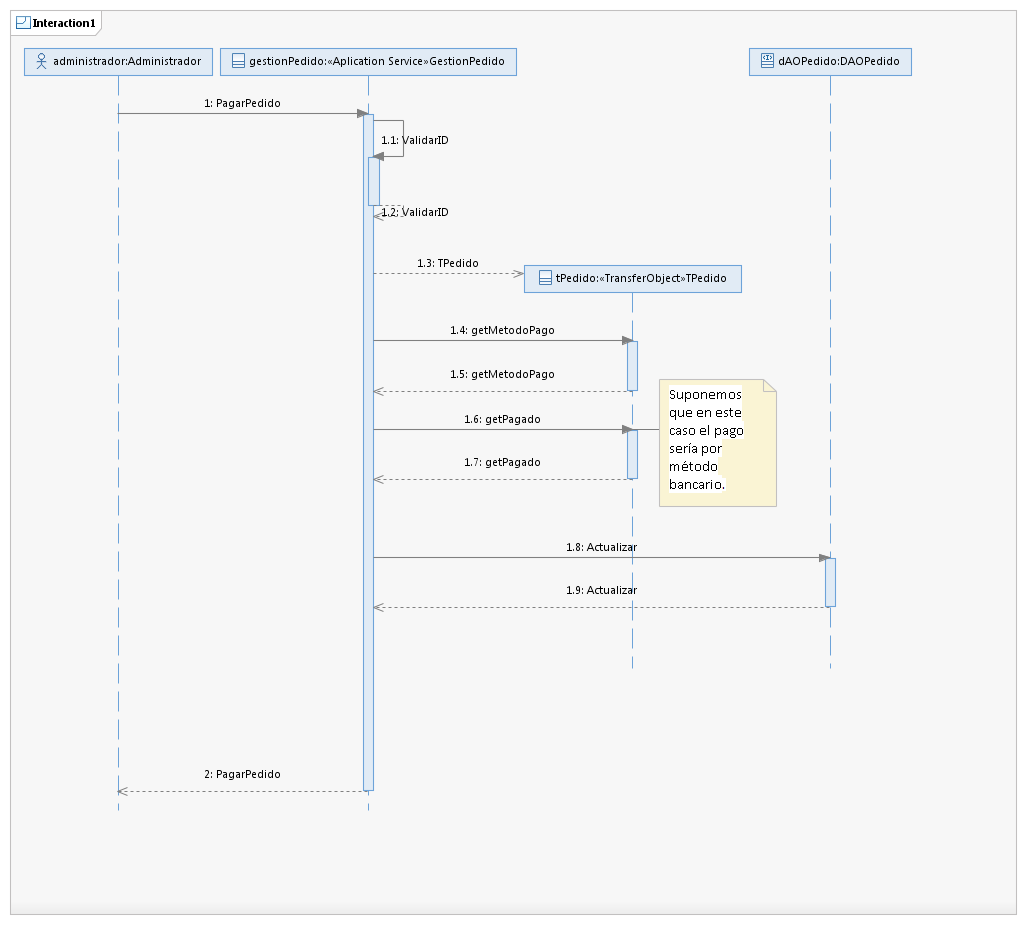 Interaction1
administrador:Administrador
gestionPedido:«Aplication Service»GestionPedido
dAOPedido:DAOPedido
1: PagarPedido
1.1: ValidarID
1.2: ValidarID
1.3: TPedido
tPedido:«TransferObject»TPedido
1.4: getMetodoPago
1.5: getMetodoPago
1.6: getPagado
1.7: getPagado
Suponemos
que en este
caso el pago
sería por
método
bancario.
1.8: Actualizar
1.9: Actualizar
2: PagarPedido